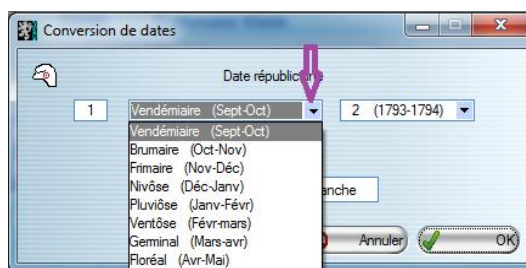 Conversion de dates
Date républicaine
1 Vendémiaire (Sept-Oct) 2 (1793-1794)
Vendémiaire (Sept-Oct)
Brumaire (Oct-Nov)
Frimaire (Nov-Déc)
Nivôse (Déc-Janv)
Pluviôse (Janv-Févr)
anche
Ventôse (Févr-mars)
Germinal (Mars-avr)
Annuler OK
Floréal (Avr-Mai)